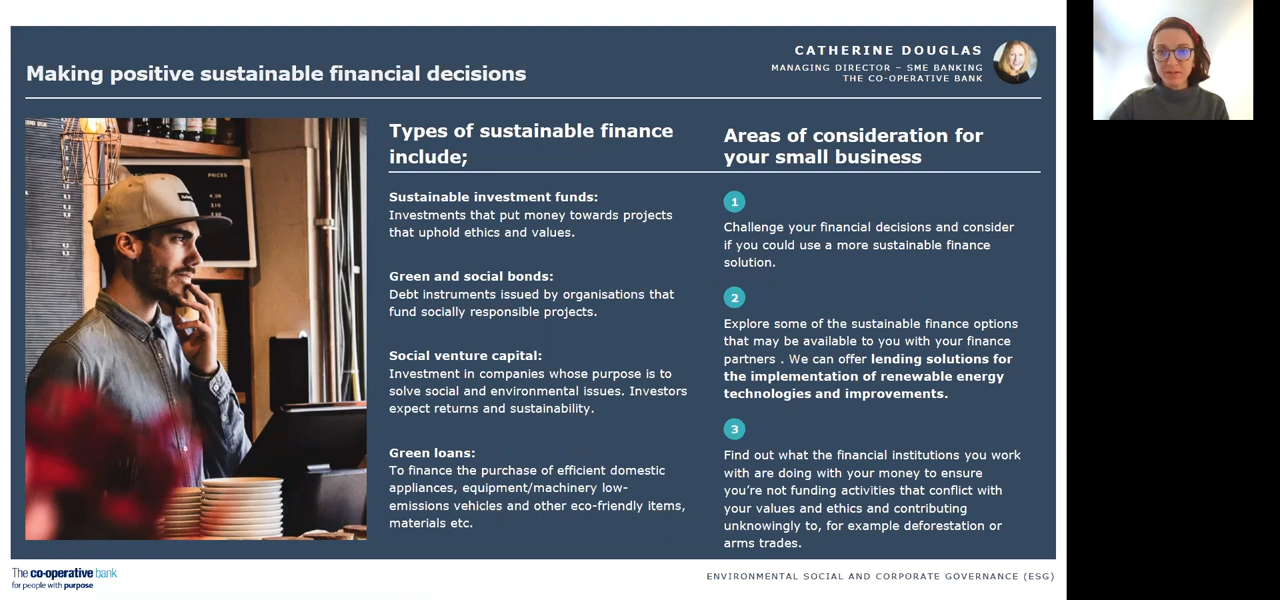 Making positive sustainable financial decisions
CATHERINE DOUGLAS
MANAGING DIRECTOR – SME BANKING
THE CO-OPERATIVE BANK
PRICES
Types of sustainable finance
include;
Sustainable investment funds:
Investments that put money towards projects
that uphold ethics and values.
Green and social bonds:
Debt instruments issued by organisations that
fund socially responsible projects.
Social venture capital:
Investment in companies whose purpose is to
solve social and environmental issues. Investors
expect returns and sustainability.
Green loans:
To finance the purchase of efficient domestic
appliances, equipment/machinery low-
emissions vehicles and other eco-friendly items,
materials etc.
Areas of consideration for
your small business
1
Challenge your financial decisions and consider
if you could use a more sustainable finance
solution.
2
Explore some of the sustainable finance options
that may be available to you with your finance
partners . We can offer lending solutions for
the implementation of renewable energy
technologies and improvements.
3
Find out what the financial institutions you work
with are doing with your money to ensure
you’re not funding activities that conflict with
your values and ethics and contributing
unknowingly to, for example deforestation or
arms trades.
The co-operative bank
for people with purpose
ENVIRONMENTAL SOCIAL AND CORPORATE GOVERNANCE (ESG)